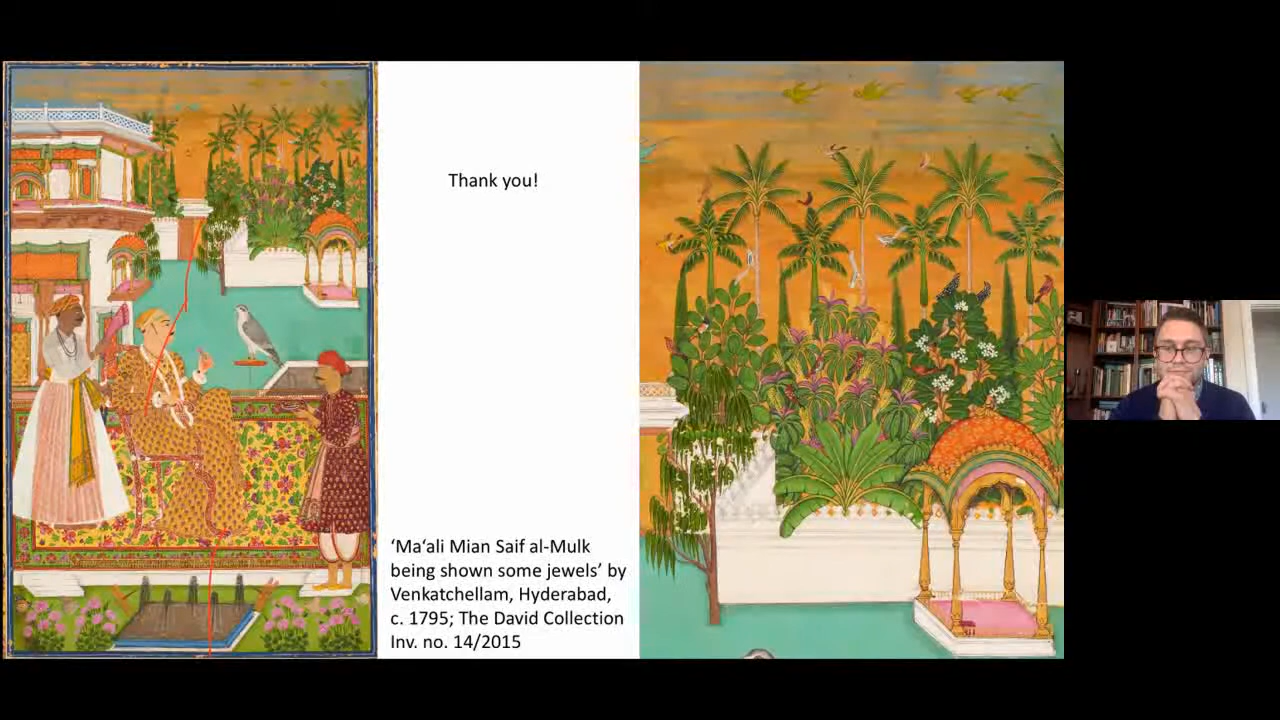 Thank you!
‘Ma‘ali Mian Saif al-Mulk
being shown some jewels’ by
Venkatchellam, Hyderabad,
c. 1795; The David Collection
Inv. no. 14/2015